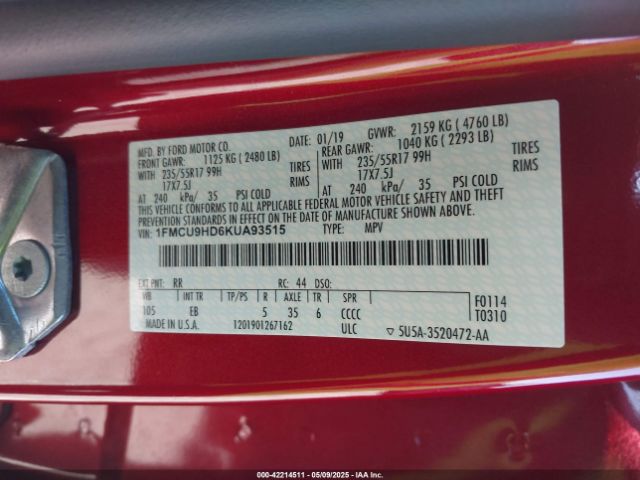 MFD. BY FORD MOTOR CO. 01/19 GVWR: 2159 KG ( 4760 LB)
FRONT GAWR: 1125 KG ( 2480 LB) REAR GAWR: 1040 KG ( 2293 LB)
WITH 235/55R17 99H TIRES WITH 235/55R17 99H TIRES
17X7.5J RIMS 17X7.5J RIMS
AT 240 kPa/ 35 PSI COLD AT 240 kPa/ 35 PSI COLD
THIS VEHICLE CONFORMS TO ALL APPLICABLE FEDERAL MOTOR VEHICLE SAFETY AND THEFT
PREVENTION STANDARDS IN EFFECT ON THE DATE OF MANUFACTURE SHOWN ABOVE.
VIN: 1FMCU9HD6KUA93515 TYPE: MPV
EXT PNT: RR RC: 44 DSO:
WB INT TR TP/PS R AXLE TR SPR F0114
105 EB 5 35 6 CCCC T0310
MADE IN U.S.A. 1201901267162 ULC ▽ 5U5A-3520472-AA
000-42214511 - 05/09/2025 - IAA Inc.